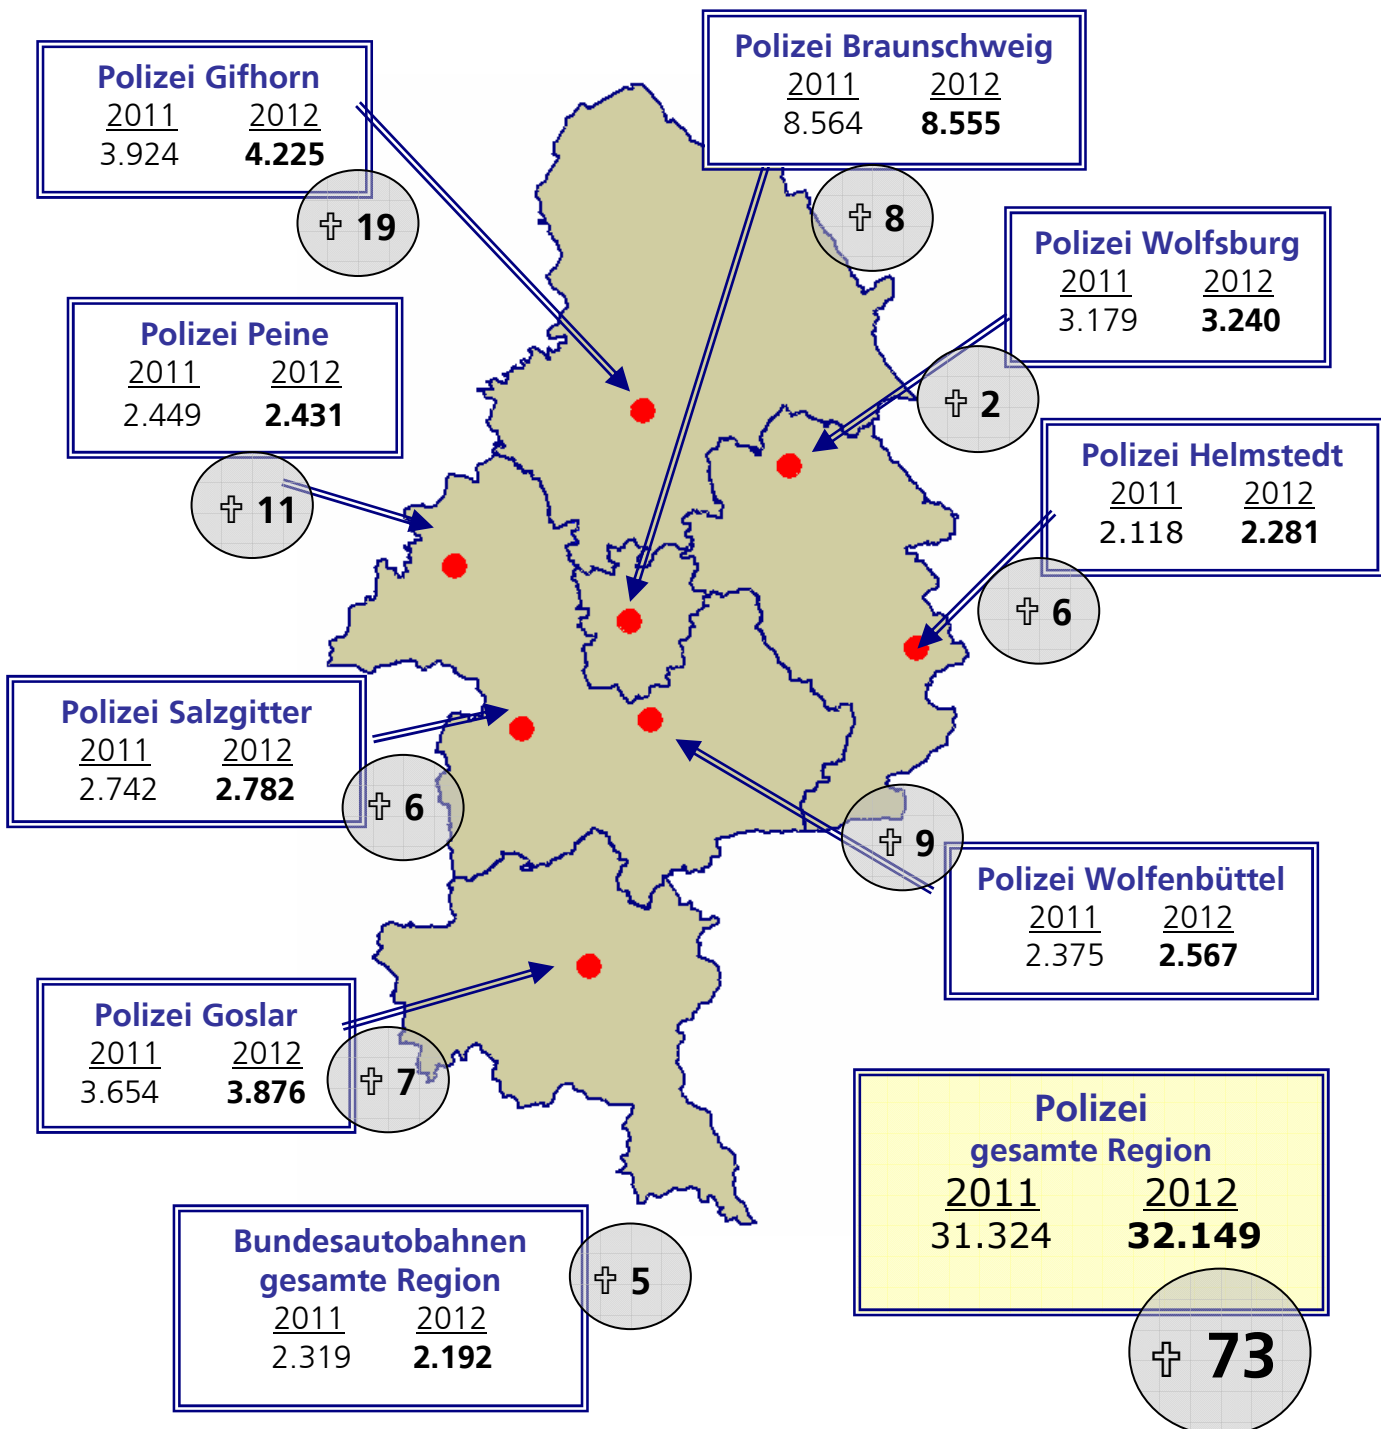 Polizei Gifhorn
2011 2012
3.924 4.225
✞ 19
Polizei Braunschweig
2011 2012
8.564 8.555
✞ 8
Polizei Wolfsburg
2011 2012
3.179 3.240
✞ 2
Polizei Peine
2011 2012
2.449 2.431
✞ 11
Polizei Helmstedt
2011 2012
2.118 2.281
✞ 6
Polizei Salzgitter
2011 2012
2.742 2.782
✞ 6
Polizei Wolfenbüttel
2011 2012
2.375 2.567
✞ 9
Polizei Goslar
2011 2012
3.654 3.876
✞ 7
Bundesautobahnen
gesamte Region
2011 2012
2.319 2.192
✞ 5
Polizei
gesamte Region
2011 2012
31.324 32.149
✞ 73